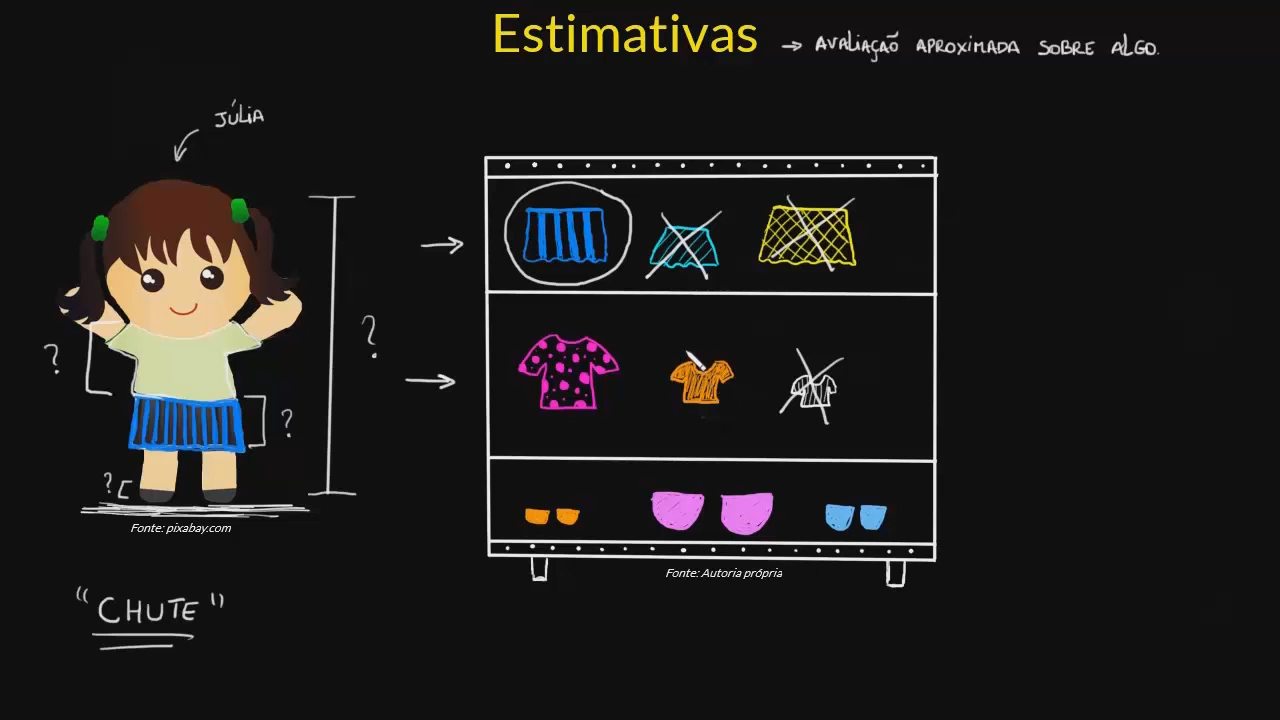 Estimativas → AVALIAÇÃO APROXIMADA SOBRE ALGO.
JÚLIA
?
?
?
?
Fonte: pixabay.com
Fonte: Autoria própria
"CHUTE"